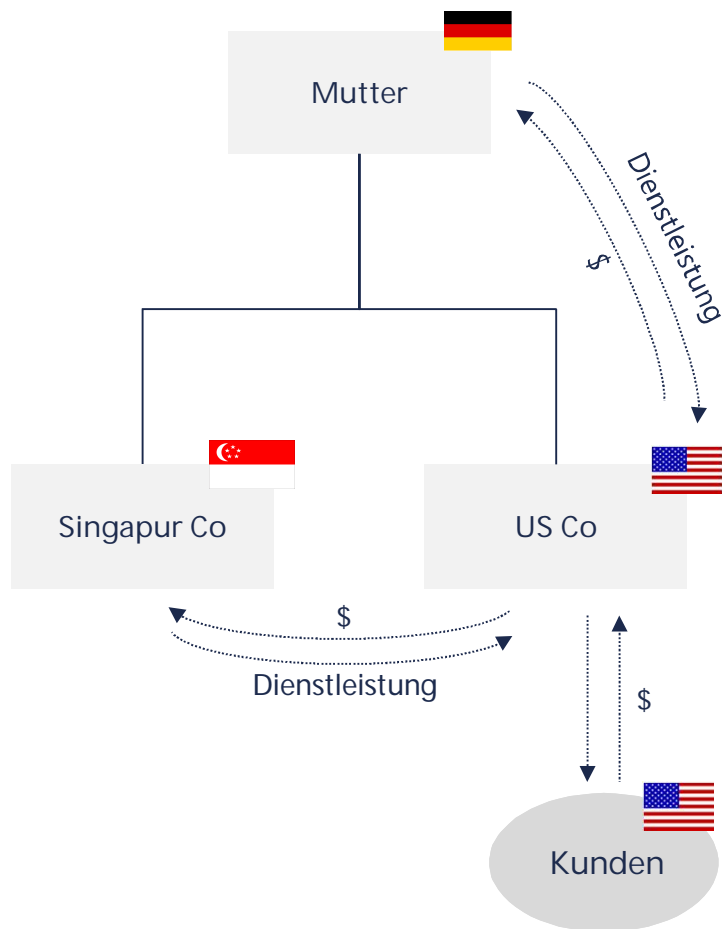 Mutter
Dienstleistung
$
Singapur Co
US Co
$
Dienstleistung
$
Kunden